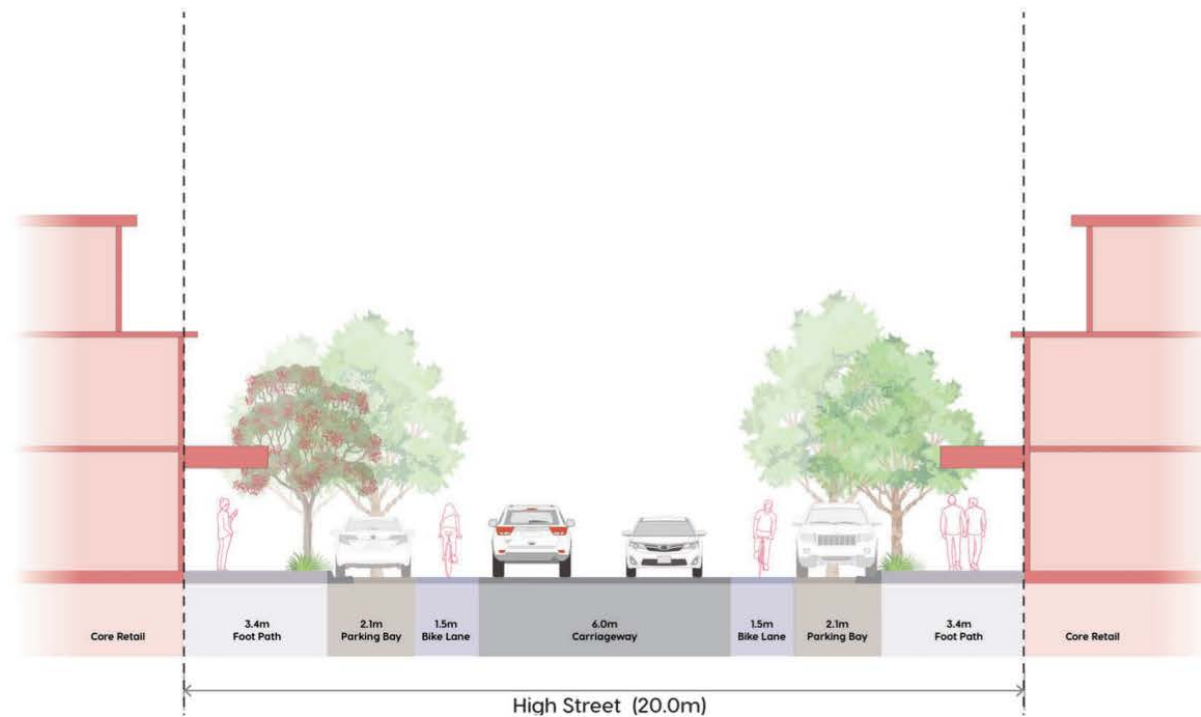 Core Retail
3.4m
Foot Path
2.1m
Parking Bay
1.5m
Bike Lane
6.0m
Carriageway
1.5m
Bike Lane
2.1m
Parking Bay
3.4m
Foot Path
Core Retail
High Street (20.0m)